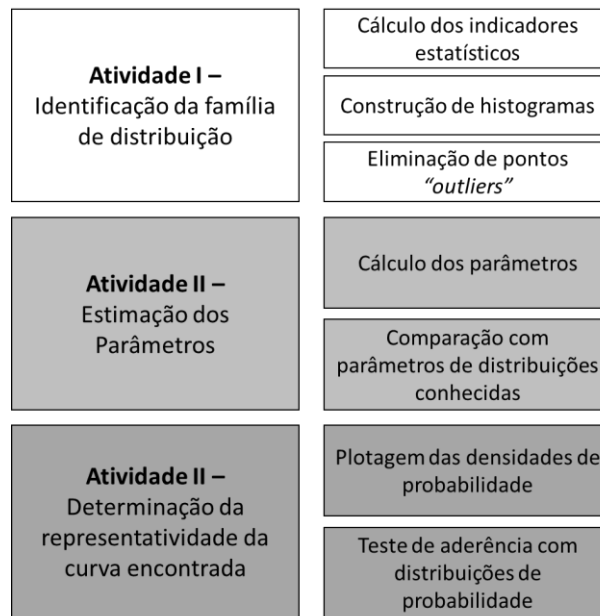 Atividade I –
Identificação da família
de distribuição
Cálculo dos indicadores
estatísticos
Construção de histogramas
Eliminação de pontos
“outliers”
Atividade II –
Estimação dos
Parâmetros
Cálculo dos parâmetros
Comparação com
parâmetros de distribuições
conhecidas
Atividade II –
Determinação da
representatividade da
curva encontrada
Plotagem das densidades de
probabilidade
Teste de aderência com
distribuições de
probabilidade